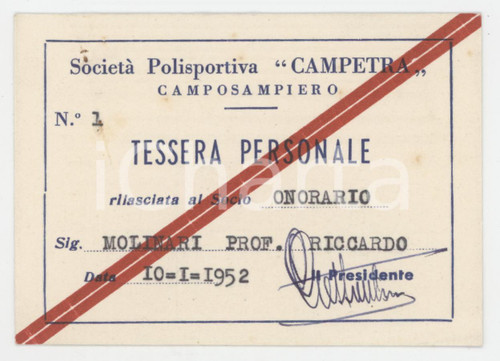 Società Polisportiva “CAMPETRA„
CAMPOSAMPIERO
N.° 1
TESSERA PERSONALE
rilasciata al Socio ONORARIO
Sig. MOLINARI PROF. RICCARDO
Data 10=I=1952 Il Presidente